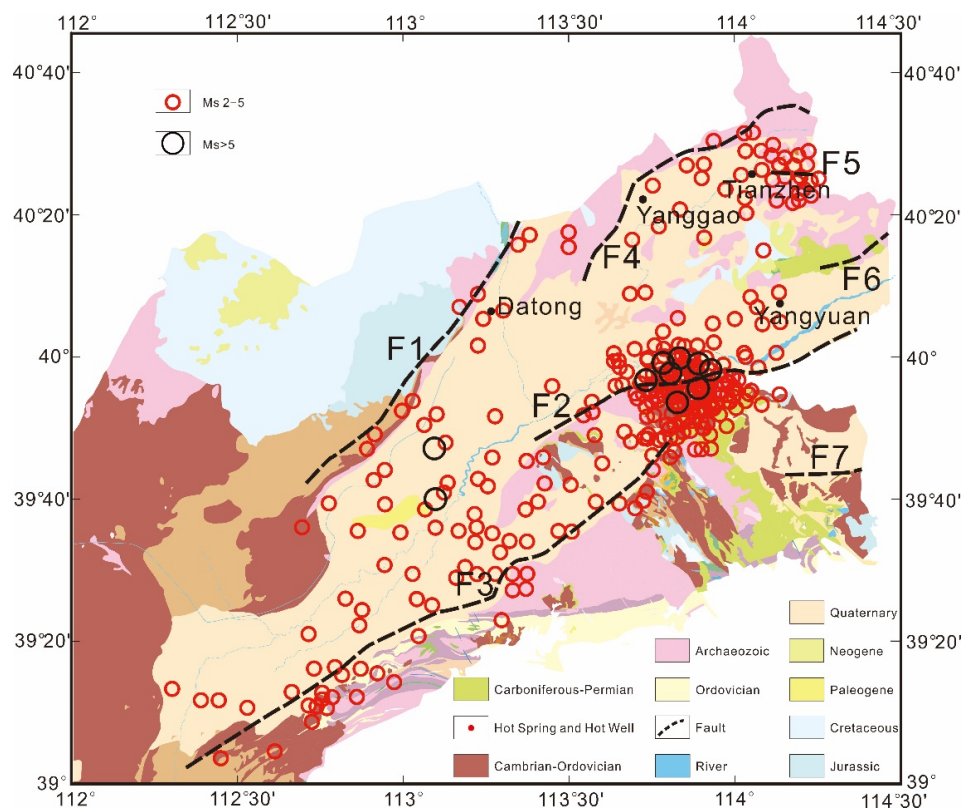 112° 112°30' 113° 113°30' 114° 114°30'
40°40' 40°40'
Ms 2-5
Ms>5
F5
Tianzhen
40°20' Yanggao 40°20'
F4
F6
Datong Yangyuan
F1
40° 40°
F2
F7
39°40' 39°40'
F3
Quaternary
39°20' 39°20'
Archaeozoic Neogene
Carboniferous-Permian Ordovician Paleogene
Hot Spring and Hot Well Fault Cretaceous
Cambrian-Ordovician River Jurassic
39° 39°
112° 112°30' 113° 113°30' 114° 114°30'